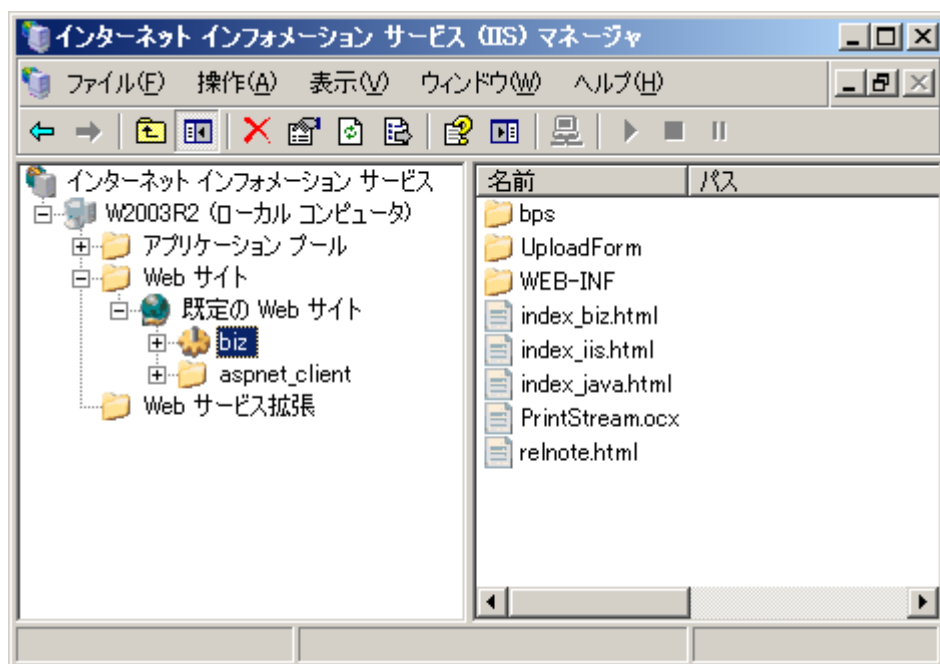 インターネット インフォメーション サービス (IIS) マネージャ
ファイル(F) 操作(A) 表示(V) ウィンドウ(W) ヘルプ(H)
インターネット インフォメーション サービス
W2003R2 (ローカル コンピュータ)
アプリケーション プール
Web サイト
既定の Web サイト
biz
aspnet_client
Web サービス拡張
名前 パス
bps
UploadForm
WEB-INF
index_biz.html
index_iis.html
index_java.html
PrintStream.ocx
relnote.html